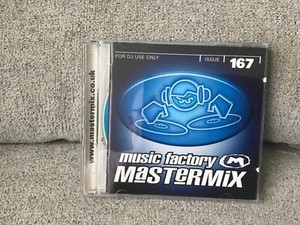 FOR DJ USE ONLY
ISSUE 167
www.mastermix.co.uk
music factory M
MaSTeRMiX